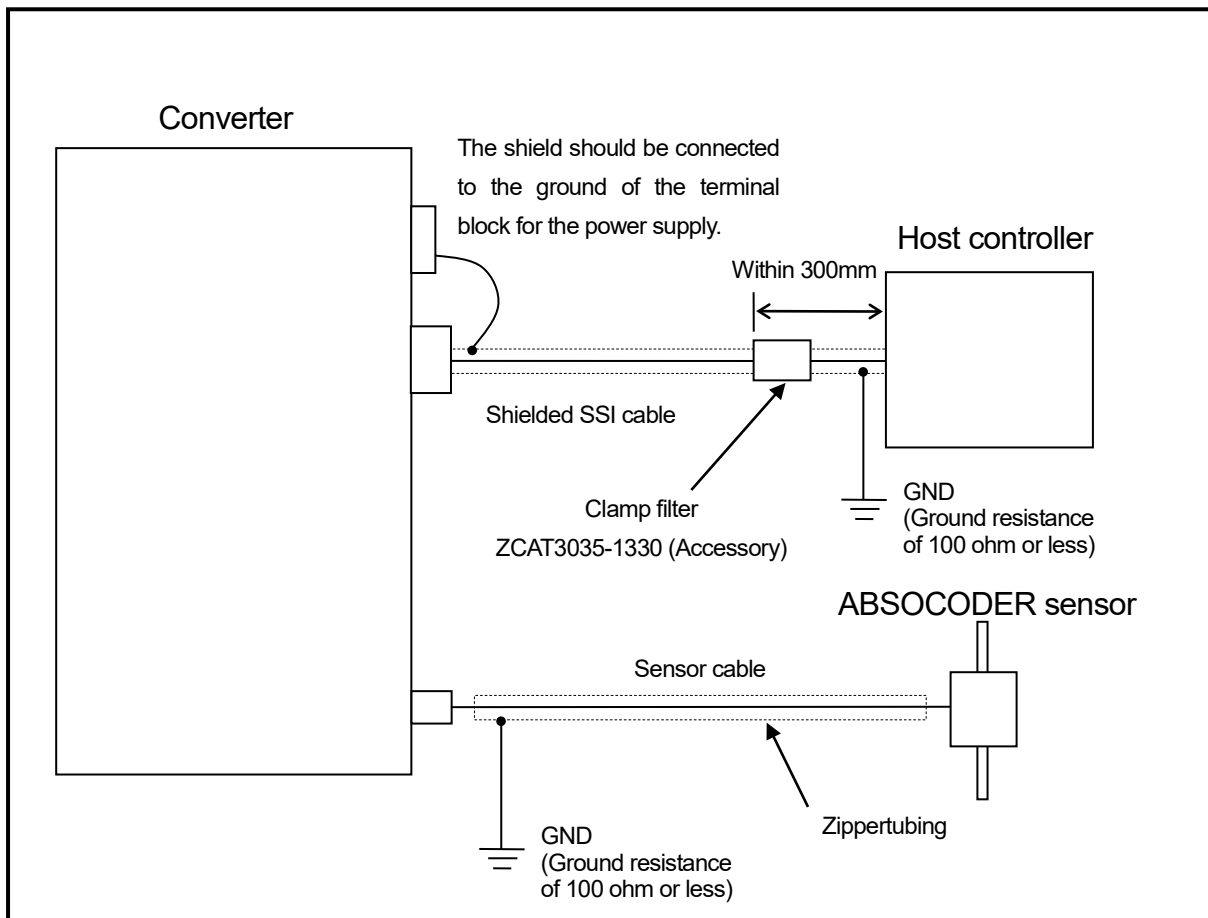 Converter
The shield should be connected
to the ground of the terminal
block for the power supply.
Host controller
Within 300mm
Shielded SSI cable
Clamp filter
ZCAT3035-1330 (Accessory)
GND
(Ground resistance
of 100 ohm or less)
ABSOCODER sensor
Sensor cable
Zippertubing
GND
(Ground resistance
of 100 ohm or less)